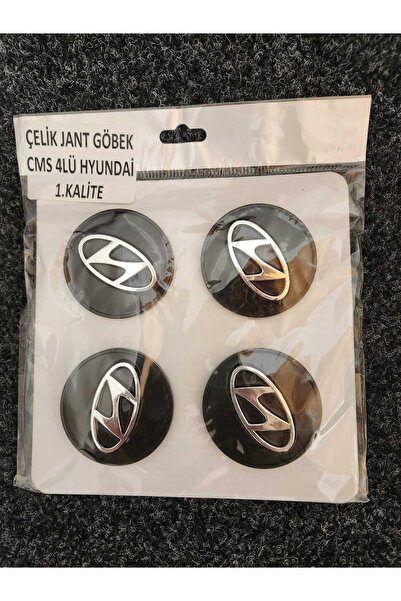 ÇELİK JANT GÖBEK
CMS 4LÜ HYUNDAİ
1.KALİTE